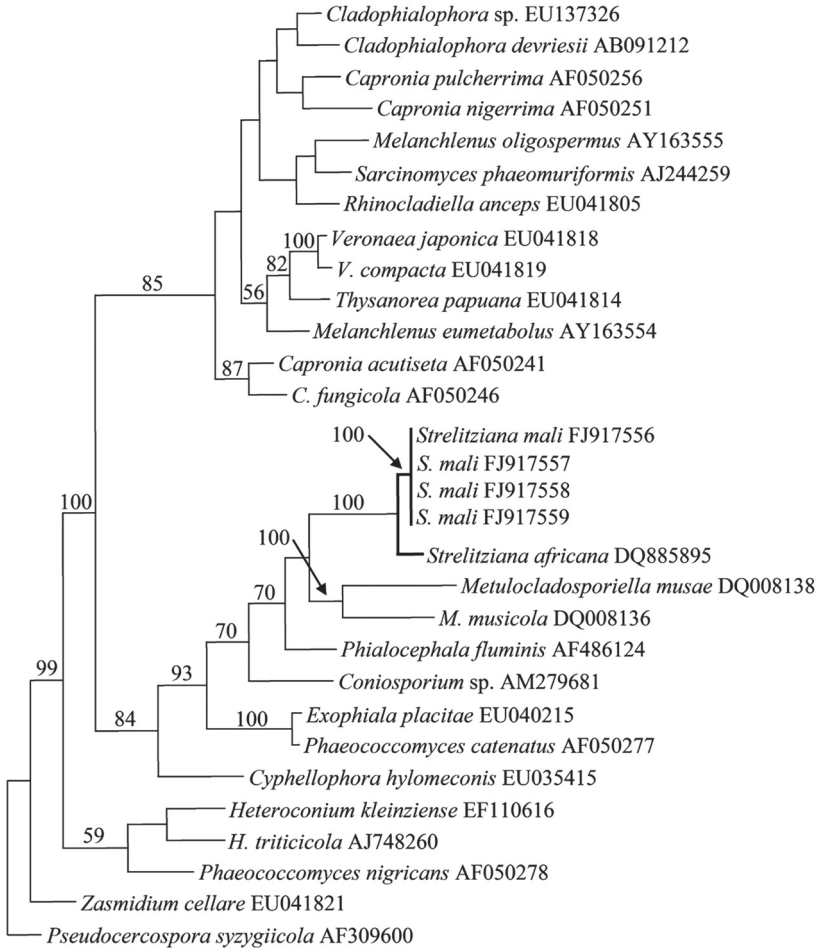 Cladophialophora sp. EU137326
Cladophialophora devriesii AB091212
Capronia pulcherrima AF050256
Capronia nigerrima AF050251
Melanchlenus oligospermus AY163555
Sarcinomyces phaeomuriformis AJ244259
Rhinocladiella anceps EU041805
100
Veronaea japonica EU041818
82
V. compacta EU041819
85
56
Thysanorea papuana EU041814
Melanchlenus eumetabolus AY163554
87
Capronia acutiseta AF050241
C. fungicola AF050246
100
Strelitziana mali FJ917556
S. mali FJ917557
S. mali FJ917558
100
100
S. mali FJ917559
100
Strelitziana africana DQ885895
Metulocladosporiella musae DQ008138
70
M. musicola DQ008136
70
Phialocephala fluminis AF486124
99
93
Coniosporium sp. AM279681
84
100
Exophiala placitae EU040215
Phaeococcomyces catenatus AF050277
Cyphellophora hylomeconis EU035415
Heteroconium kleinziense EF110616
59
H. triticicola AJ748260
Phaeococcomyces nigricans AF050278
Zasmidium cellare EU041821
Pseudocercospora syzygiicola AF309600